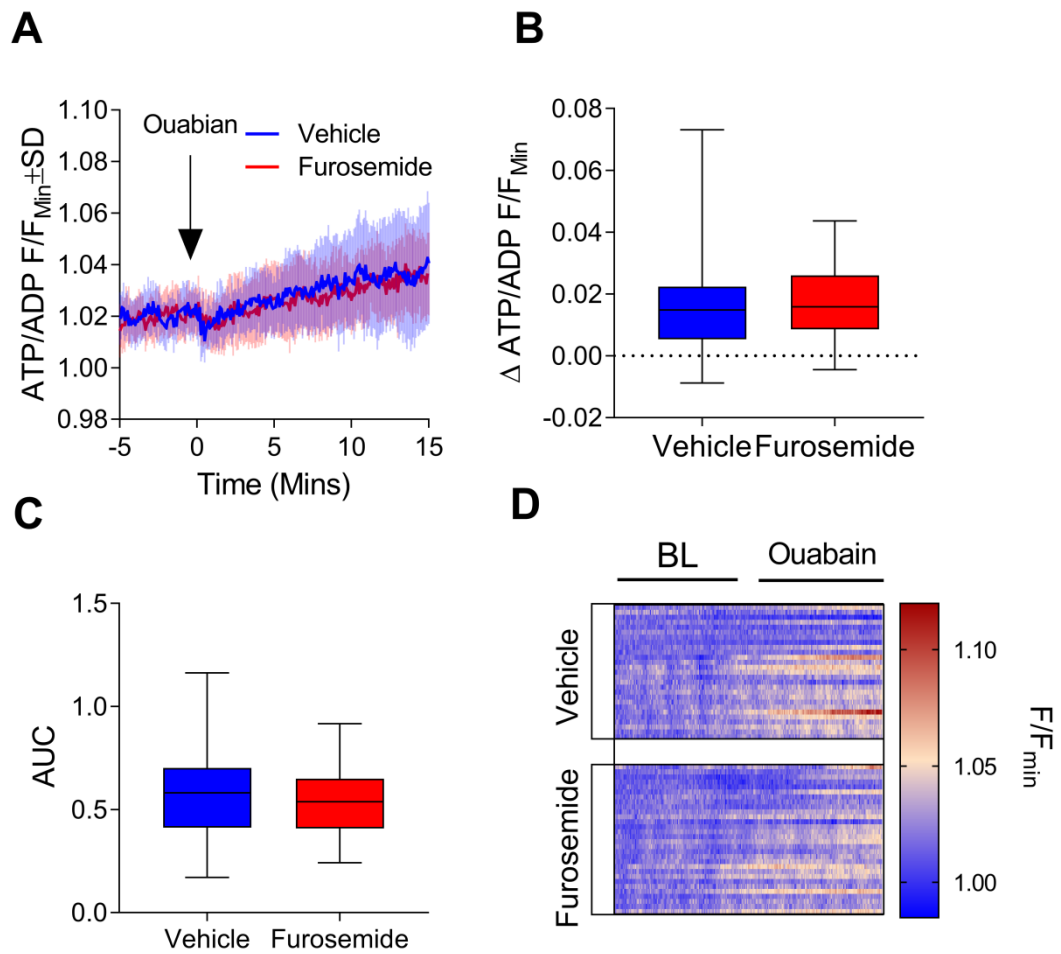 A
ATP/ADP F/FMin±SD
1.10
1.08
1.06
1.04
1.02
1.00
0.98
Ouabian
Vehicle
Furosemide
-5
0
5
10
15
Time (Mins)
B
Δ ATP/ADP F/FMin
0.08
0.06
0.04
0.02
0.00
-0.02
Vehicle
Furosemide
C
AUC
1.5
1.0
0.5
0.0
Vehicle
Furosemide
D
BL
Ouabain
Vehicle
Furosemide
1.10
1.05
1.00
F/Fmin